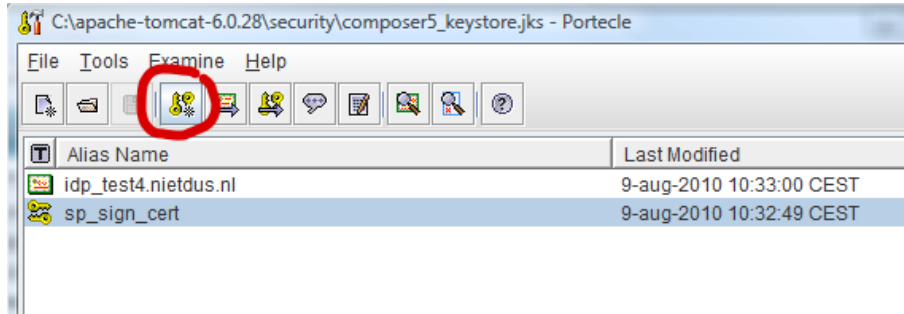 C:\apache-tomcat-6.0.28\security\composer5_keystore.jks - Portecle
File Tools Examine Help
T Alias Name Last Modified
idp_test4.nietdus.nl 9-aug-2010 10:33:00 CEST
sp_sign_cert 9-aug-2010 10:32:49 CEST